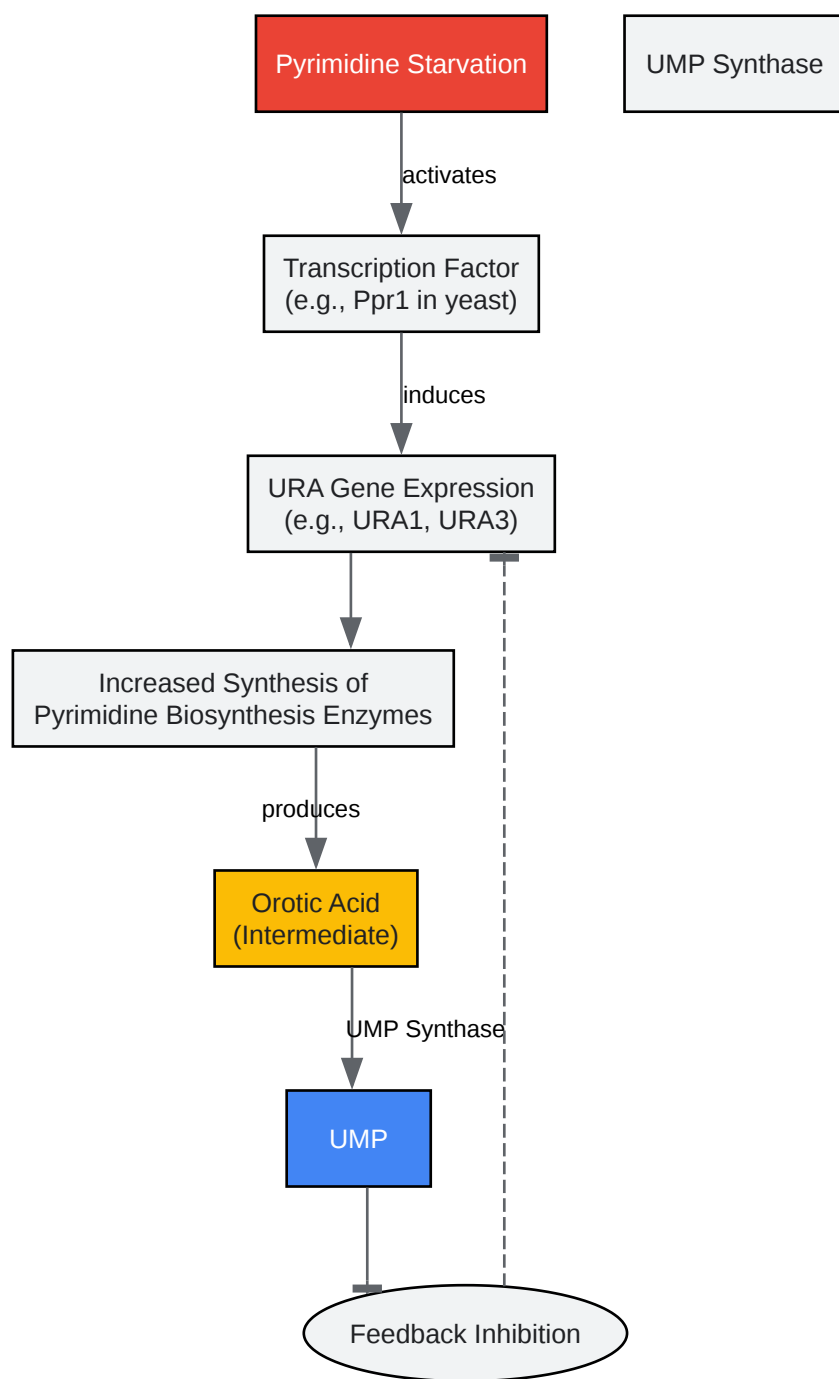 Pyrimidine Starvation
UMP Synthase
activates
Transcription Factor
(e.g., Ppr1 in yeast)
induces
URA Gene Expression
(e.g., URA1, URA3)
Increased Synthesis of
Pyrimidine Biosynthesis Enzymes
produces
Orotic Acid
(Intermediate)
UMP Synthase
UMP
Feedback Inhibition